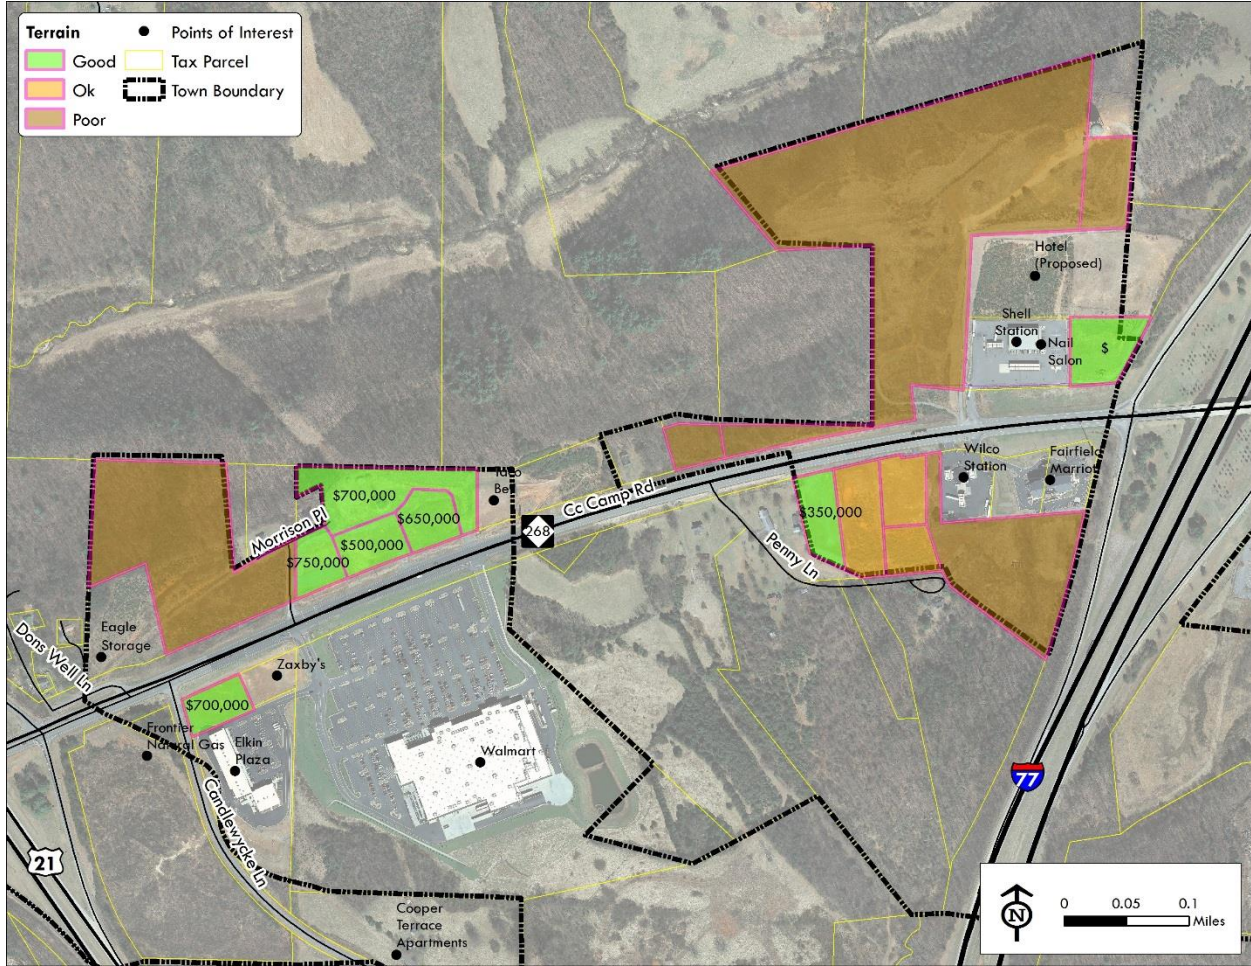 Terrain
Good
Ok
Poor
Points of Interest
Tax Parcel
Town Boundary
Hotel
(Proposed)
Shell
Station
Nail
Salon
$
Wilco
Station
Fairfield
Marriot
Cc Camp Rd
268
$350,000
Penny Ln
Be
$700,000
$650,000
$500,000
$750,000
Morrison Pl
Eagle
Storage
Dons Well Ln
Zaxby's
$700,000
Frontier
Natural Gas
Elkin
Plaza
Walmart
Candlewycke Ln
21
77
Cooper
Terrace
Apartments
N
0 0.05 0.1
Miles